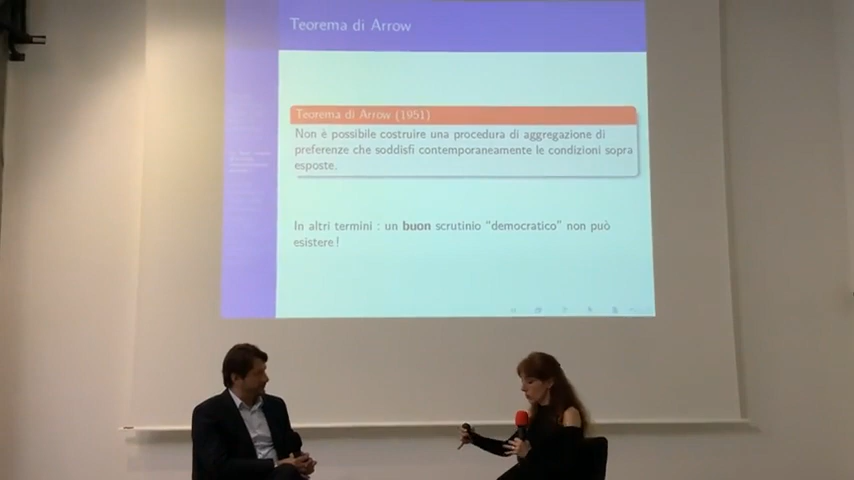 Teorema di Arrow
Teorema di Arrow (1951)
Non è possibile costruire una procedura di aggregazione di
preferenze che soddisfi contemporaneamente le condizioni sopra
esposte.
In altri termini : un buon scrutinio “democratico” non può
esistere !